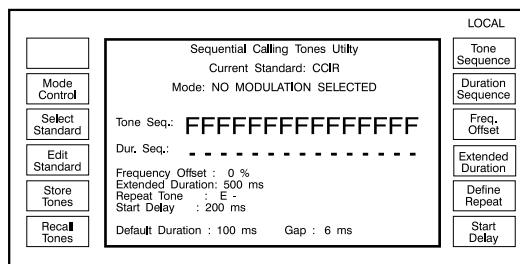 LOCAL
Sequential Calling Tones Utilty
Current Standard: CCIR
Mode: NO MODULATION SELECTED
Tone Seq.: FFFFFFFFFFFFFFF
Dur. Seq.: - - - - - - - - - - - - - - -
Frequency Offset : 0 %
Extended Duration: 500 ms
Repeat Tone : E -
Start Delay : 200 ms
Default Duration : 100 ms Gap : 6 ms
Mode
Control
Select
Standard
Edit
Standard
Store
Tones
Recall
Tones
Tone
Sequence
Duration
Sequence
Freq.
Offset
Extended
Duration
Define
Repeat
Start
Delay